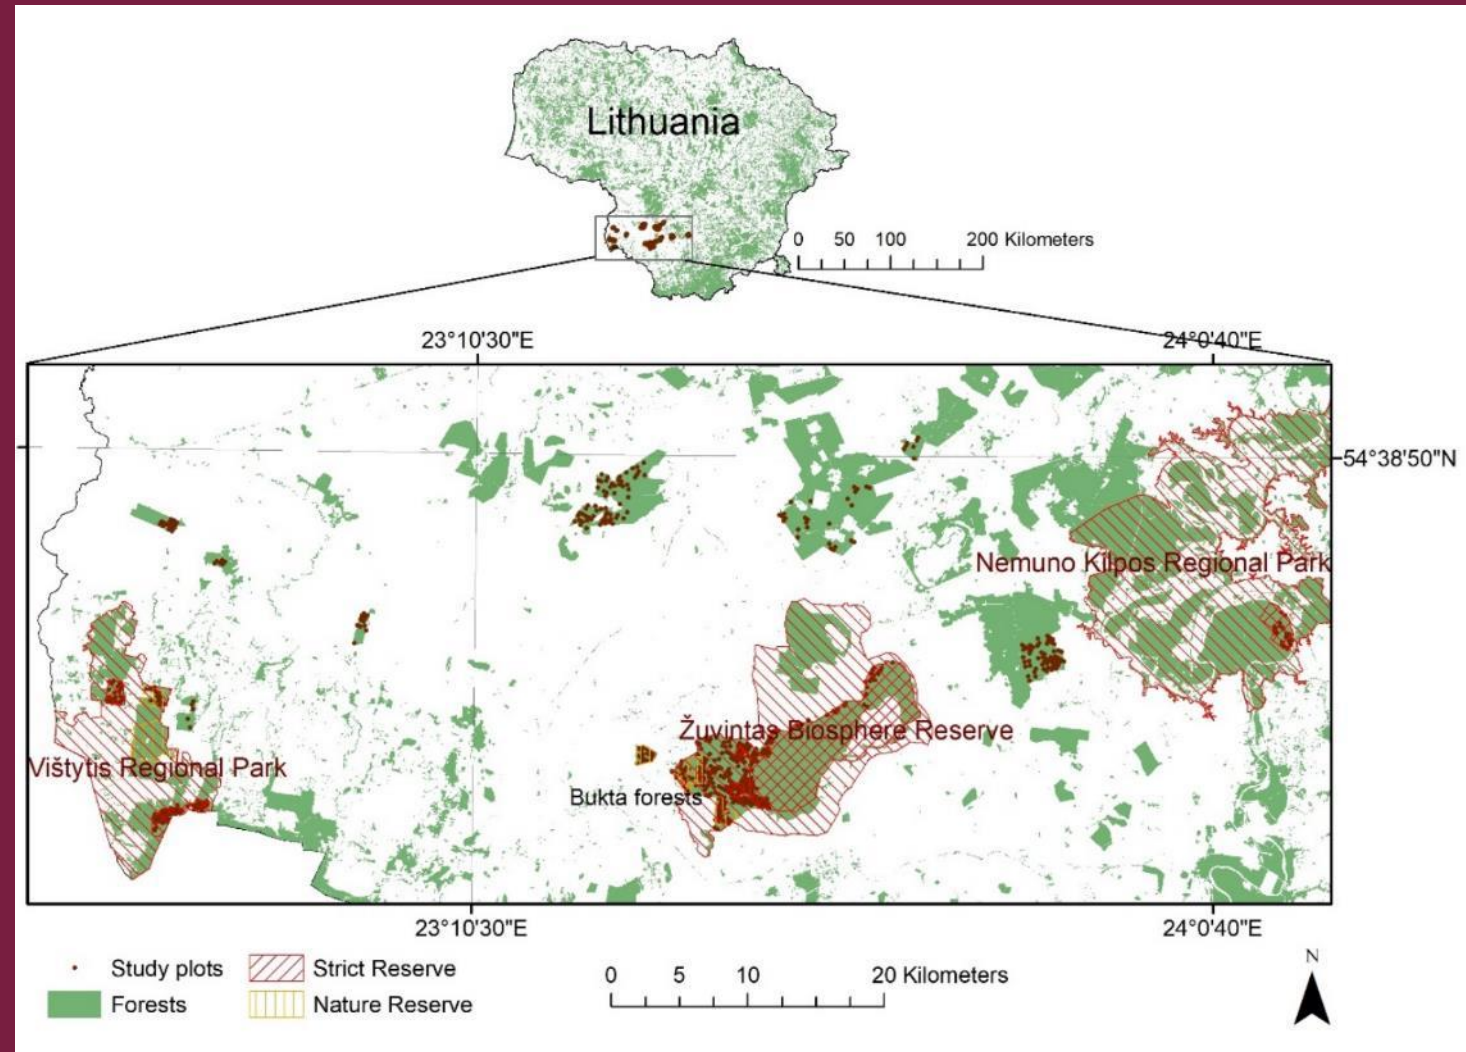 Lithuania
0 50 100 200 Kilometers
23°10'30"E 24°0'40"E
54°38'50"N
Nemuno Kilpos Regional Park
Žuvintas Biosphere Reserve
Vištytis Regional Park
Bukta forests
23°10'30"E 24°0'40"E
Study plots Strict Reserve
Forests Nature Reserve
0 5 10 20 Kilometers
N